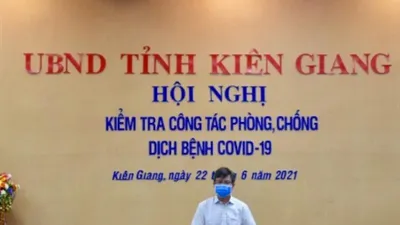 UBND TỈNH KIÊN GIANG
HỘI NGHỊ
KIỂM TRA CÔNG TÁC PHÒNG, CHỐNG
DỊCH BỆNH COVID-19
Kiên Giang, ngày 22 tháng 6 năm 2021